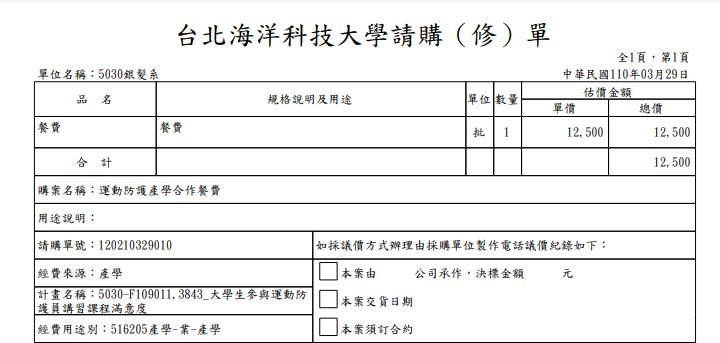 台北海洋科技大學請購（修）單
全1頁，第1頁
單位名稱：5030銀髮系
中華民國110年03月29日
品 名 規格說明及用途 單位 數量 估價金額
單價 總價
餐費 餐費 批 1 12,500 12,500
合 計 12,500
購案名稱：運動防護產學合作餐費
用途說明：
請購單號：120210329010
如採議價方式辦理由採購單位製作電話議價紀錄如下：
經費來源：產學
本案由 公司承作，決標金額 元
計畫名稱：5030-F109011,3843_大學生參與運動防
護員講習課程滿意度
本案交貨日期
經費用途別：516205產學-業-產學
本案須訂合約